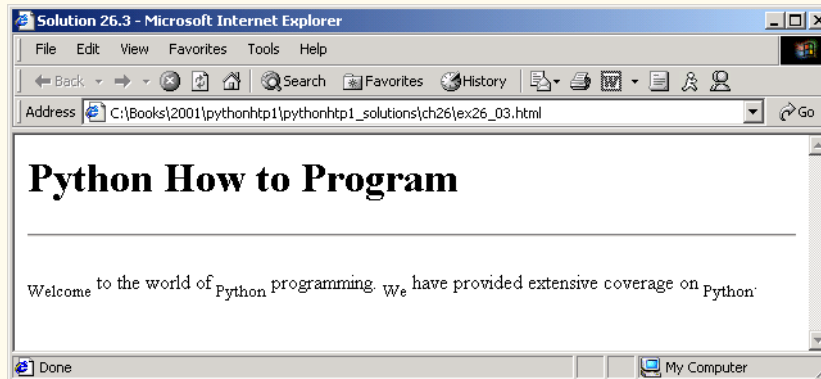 Solution 26.3 - Microsoft Internet Explorer
File Edit View Favorites Tools Help
Back Search Favorites History
Address C:\Books\2001\pythonhtp1\pythonhtp1_solutions\ch26\ex26_03.html Go
Python How to Program
Welcome to the world of Python programming. We have provided extensive coverage on Python.
Done My Computer